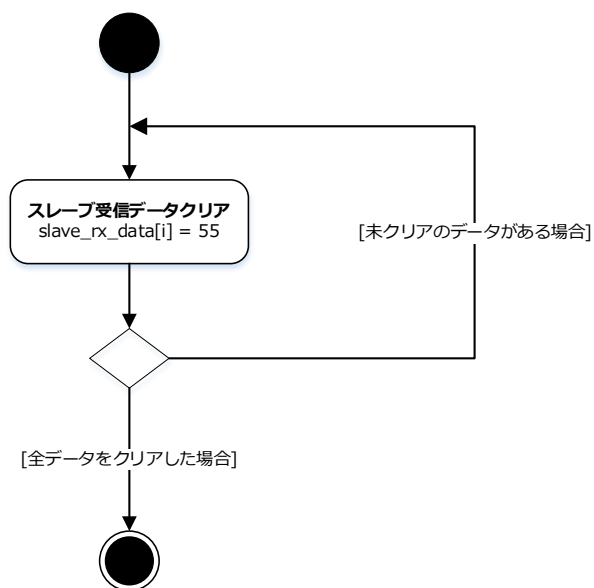 スレーブ受信データクリア
slave_rx_data[i] = 55
[未クリアのデータがある場合]
[全データをクリアした場合]